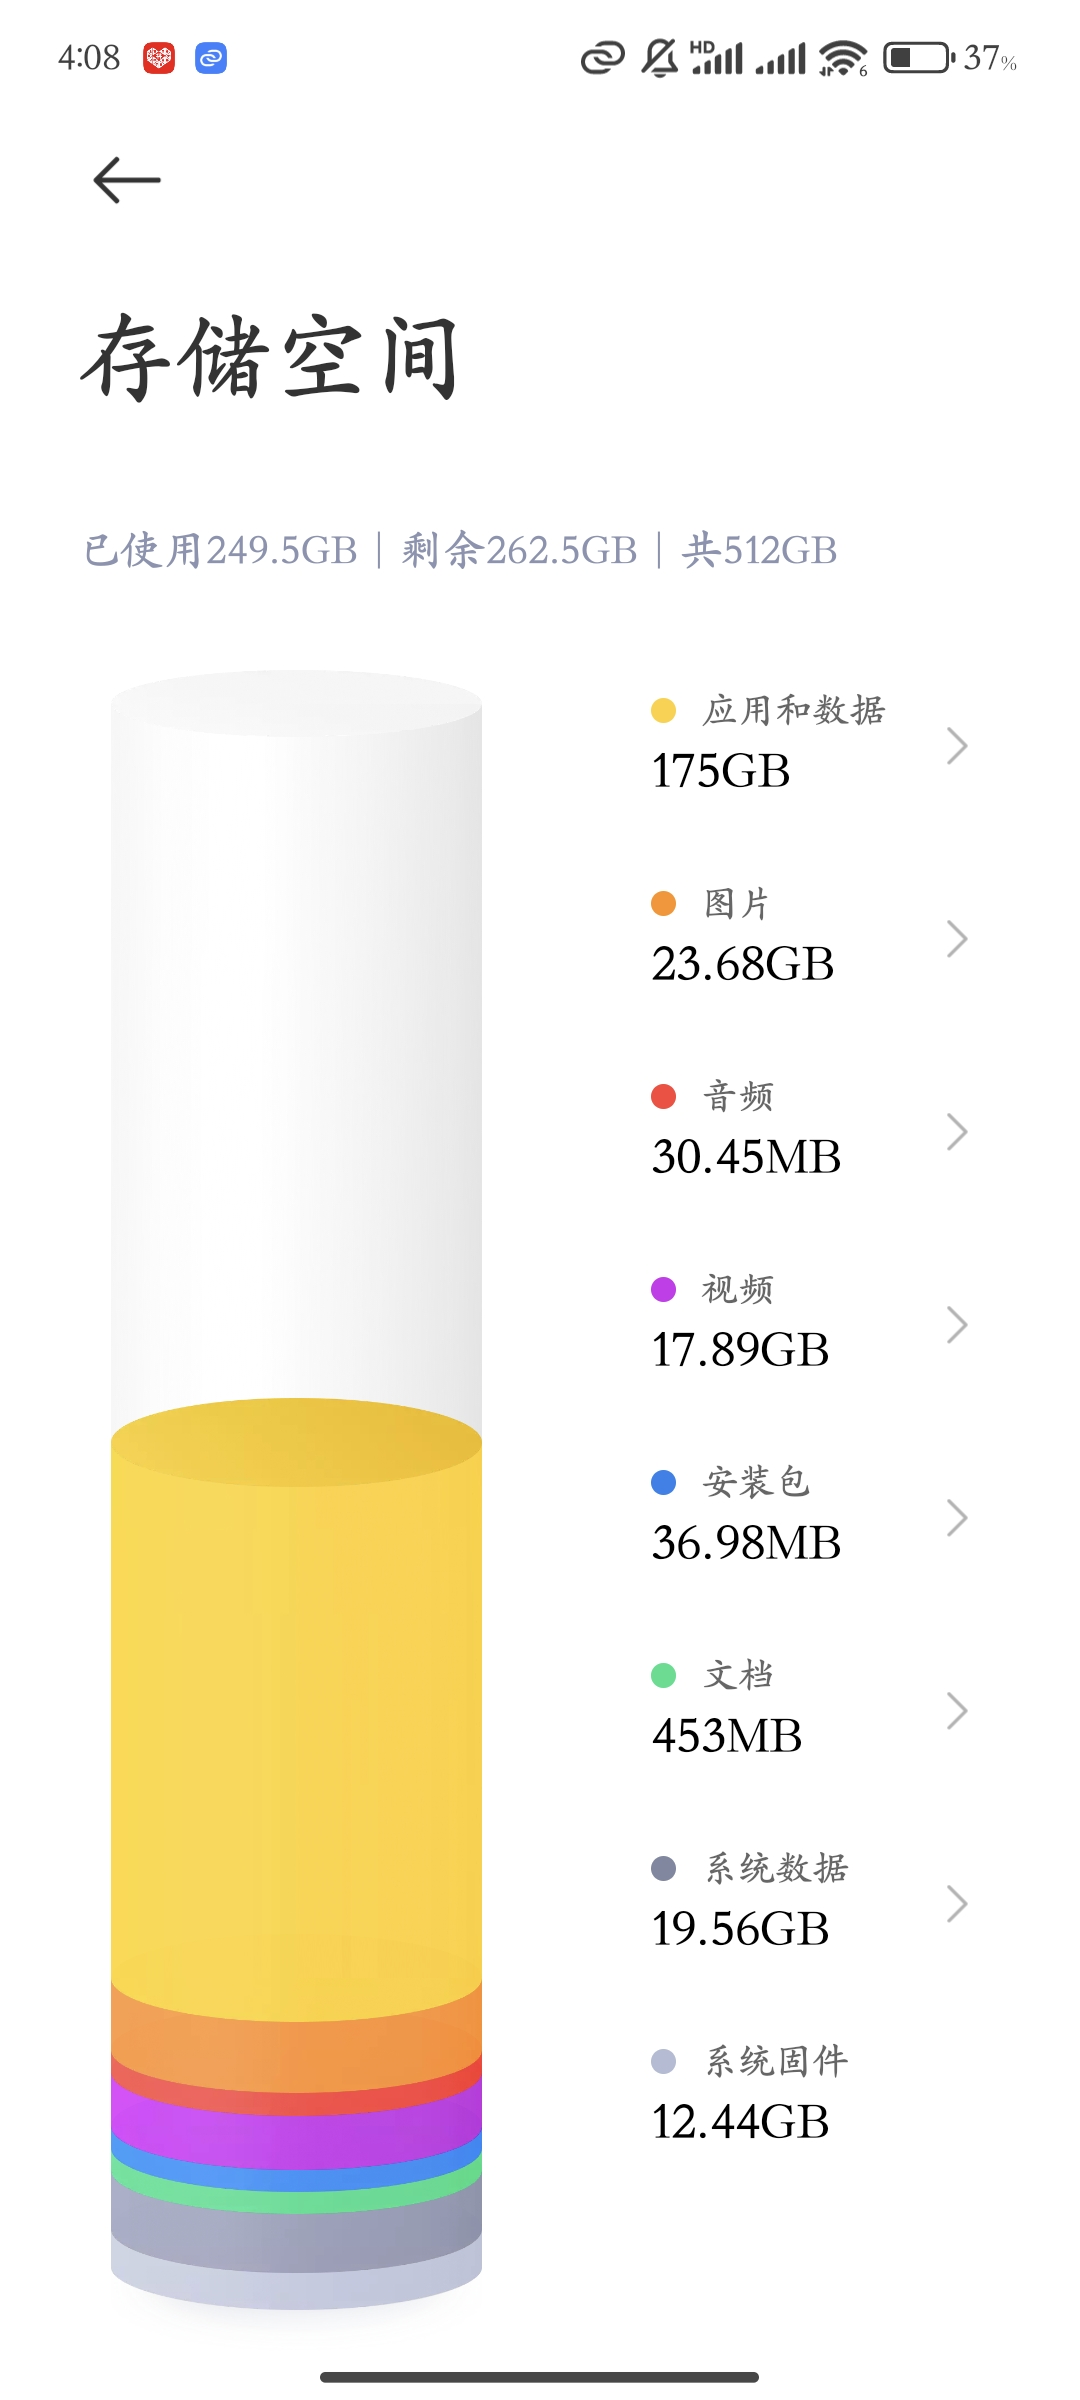 4:08 HD 6 37%
存储空间
已使用249.5GB | 剩余262.5GB | 共512GB
应用和数据
175GB
图片
23.68GB
音频
30.45MB
视频
17.89GB
安装包
36.98MB
文档
453MB
系统数据
19.56GB
系统固件
12.44GB